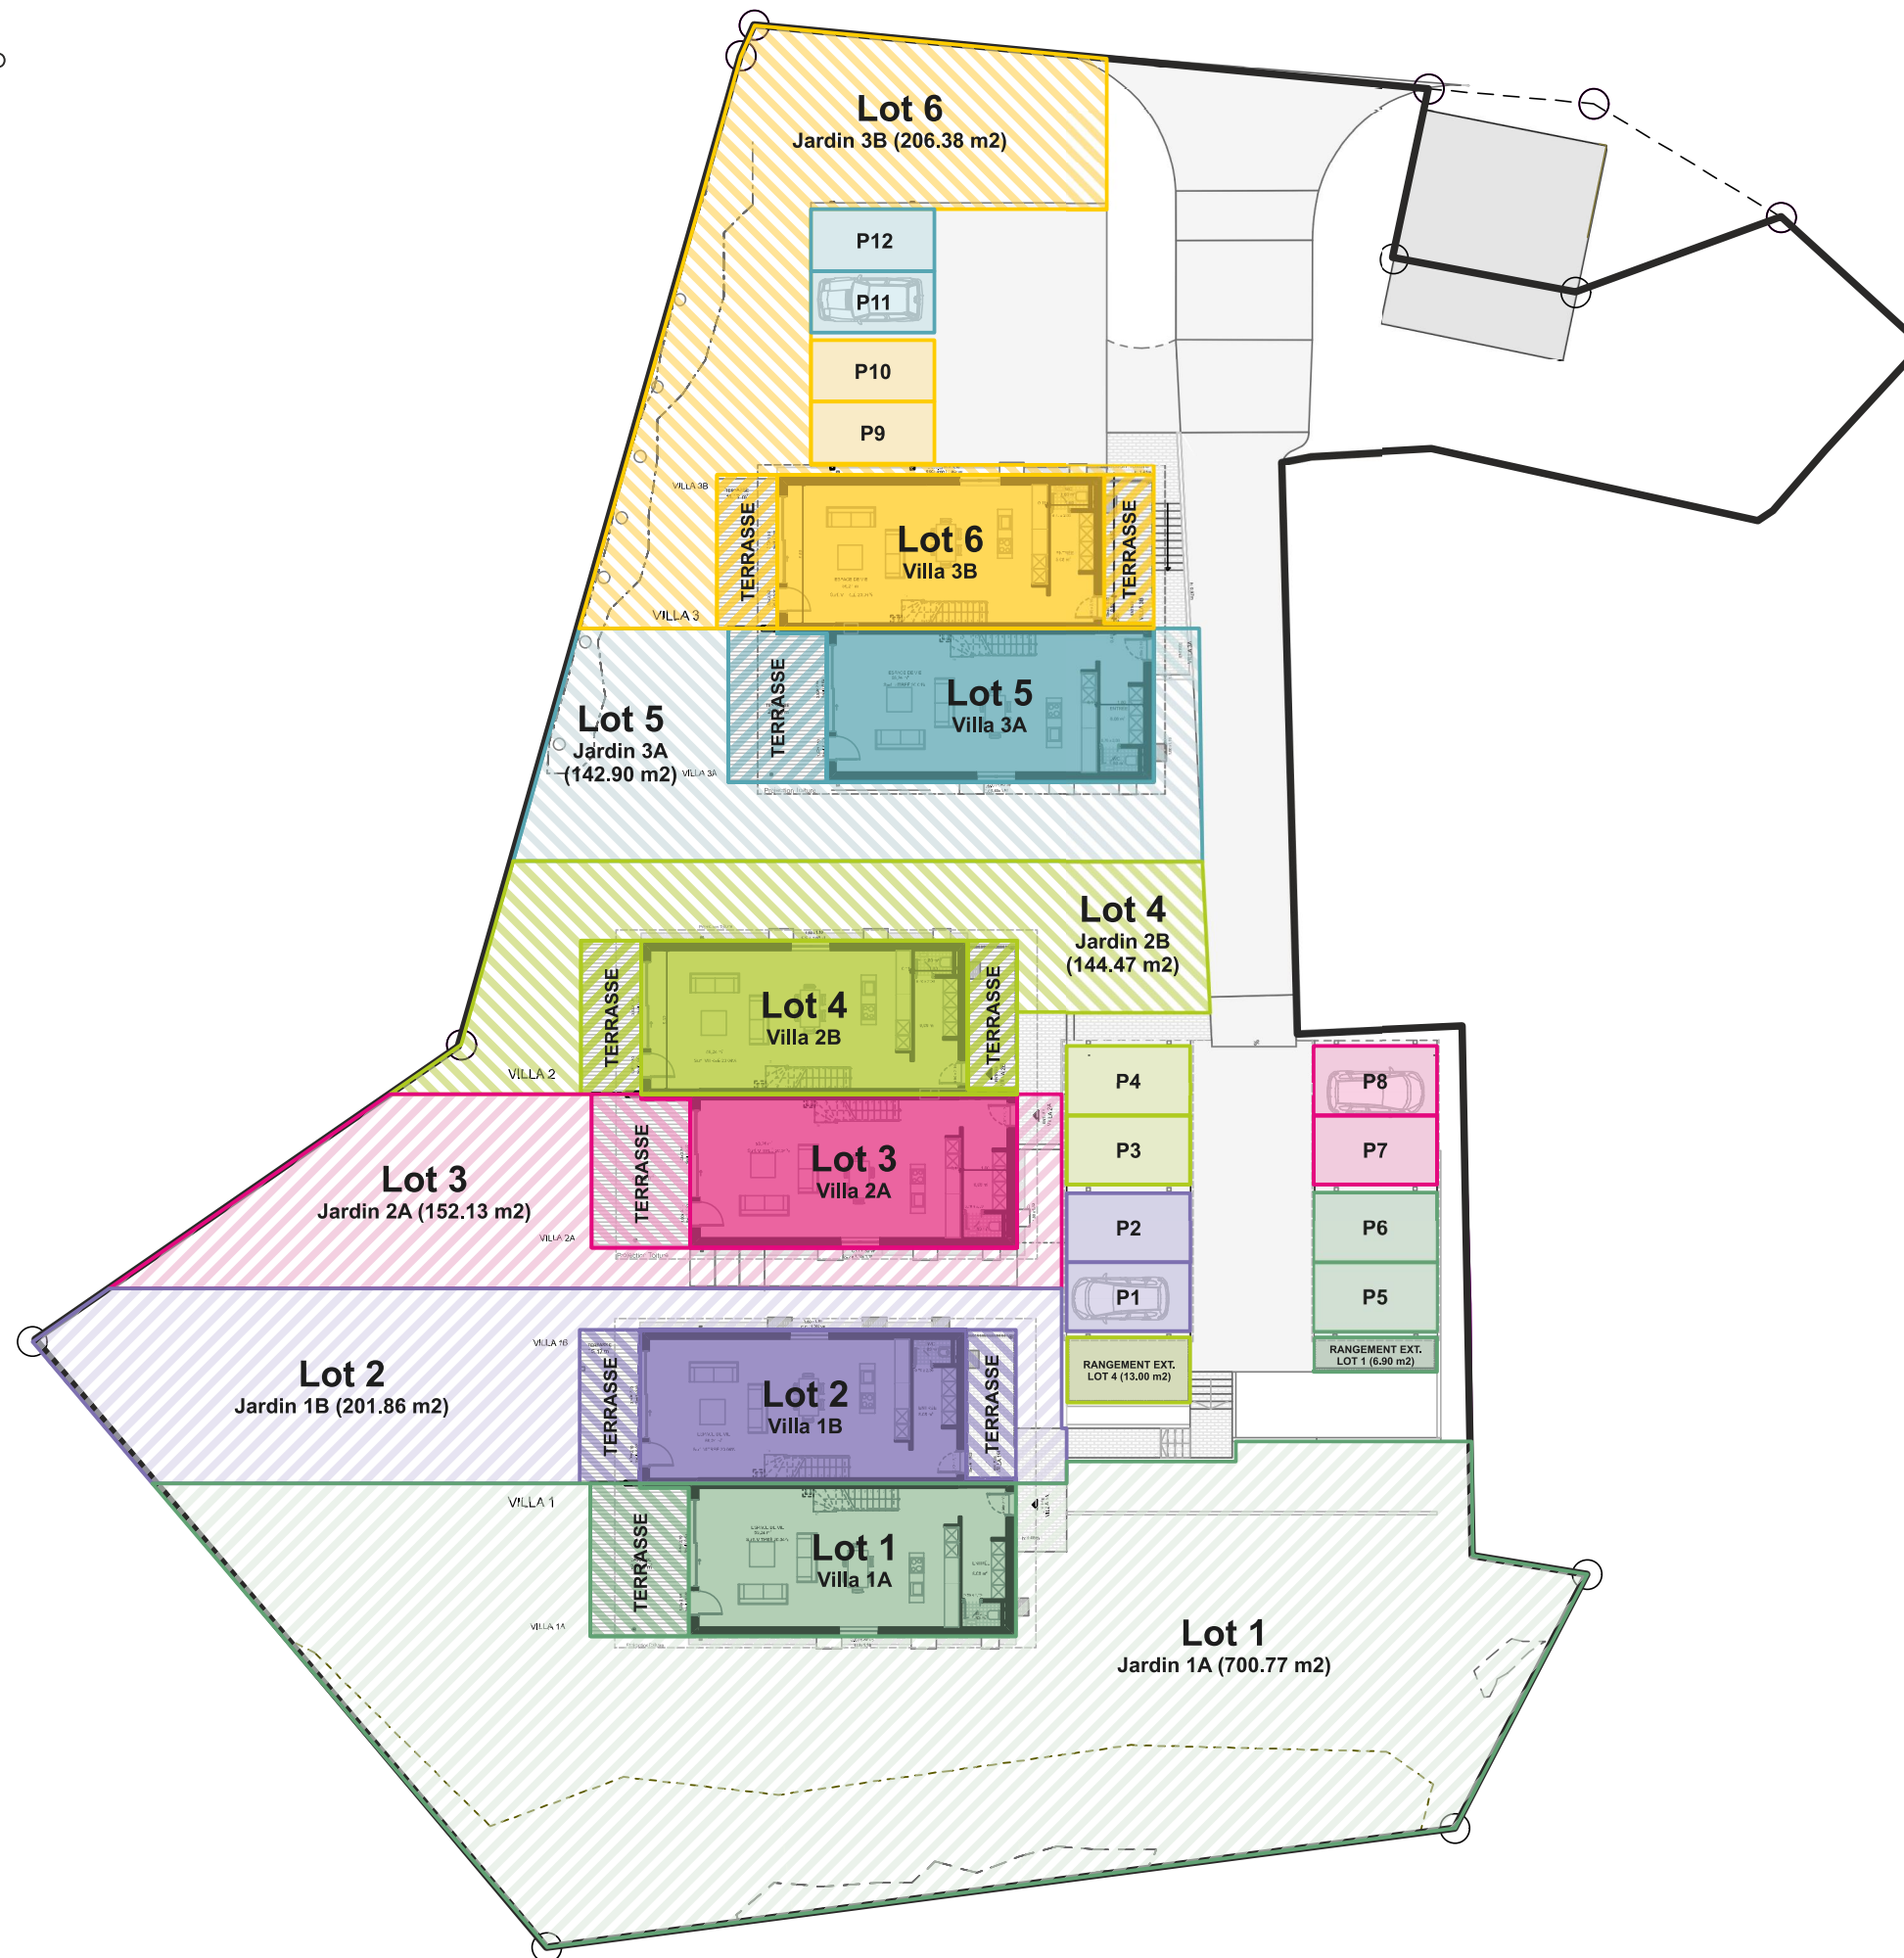 Lot 6
Jardin 3B (206.38 m2)
P12
P11
P10
P9
VILLA 3B
TERRASSE
Lot 6
Villa 3B
TERRASSE
VILLA 3
TERRASSE
Lot 5
Villa 3A
Lot 5
Jardin 3A
(142.90 m2)
VILLA 3A
Projection Toiture
Lot 4
Jardin 2B
(144.47 m2)
TERRASSE
Lot 4
Villa 2B
TERRASSE
VILLA 2
P4
P8
P3
P7
TERRASSE
Lot 3
Villa 2A
Lot 3
Jardin 2A (152.13 m2)
VILLA 2A
Projection Toiture
P2
P6
P1
P5
RANGEMENT EXT.
LOT 4 (13.00 m2)
RANGEMENT EXT.
LOT 1 (6.90 m2)
Lot 2
Jardin 1B (201.86 m2)
TERRASSE
Lot 2
Villa 1B
TERRASSE
VILLA 1
TERRASSE
Lot 1
Villa 1A
VILLA 1A
Lot 1
Jardin 1A (700.77 m2)